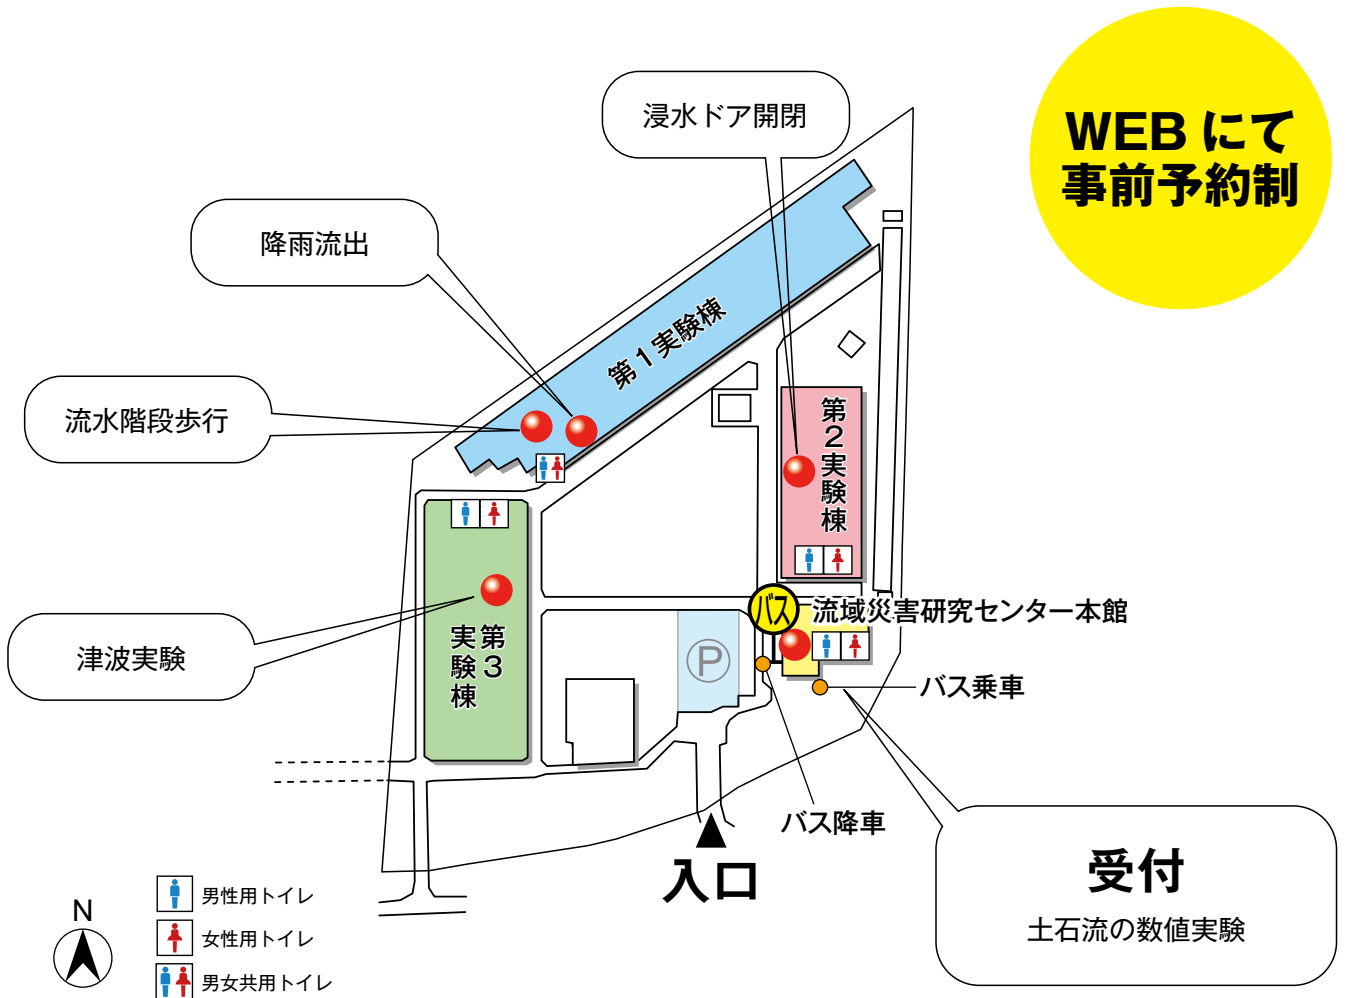 WEB にて
事前予約制
浸水ドア開閉
降雨流出
流水階段歩行
第1実験棟
第2実験棟
バス
流域災害研究センター本館
津波実験
第3
実験棟
P
バス乗車
バス降車
入口
受付
土石流の数値実験
N
男性用トイレ
女性用トイレ
男女共用トイレ